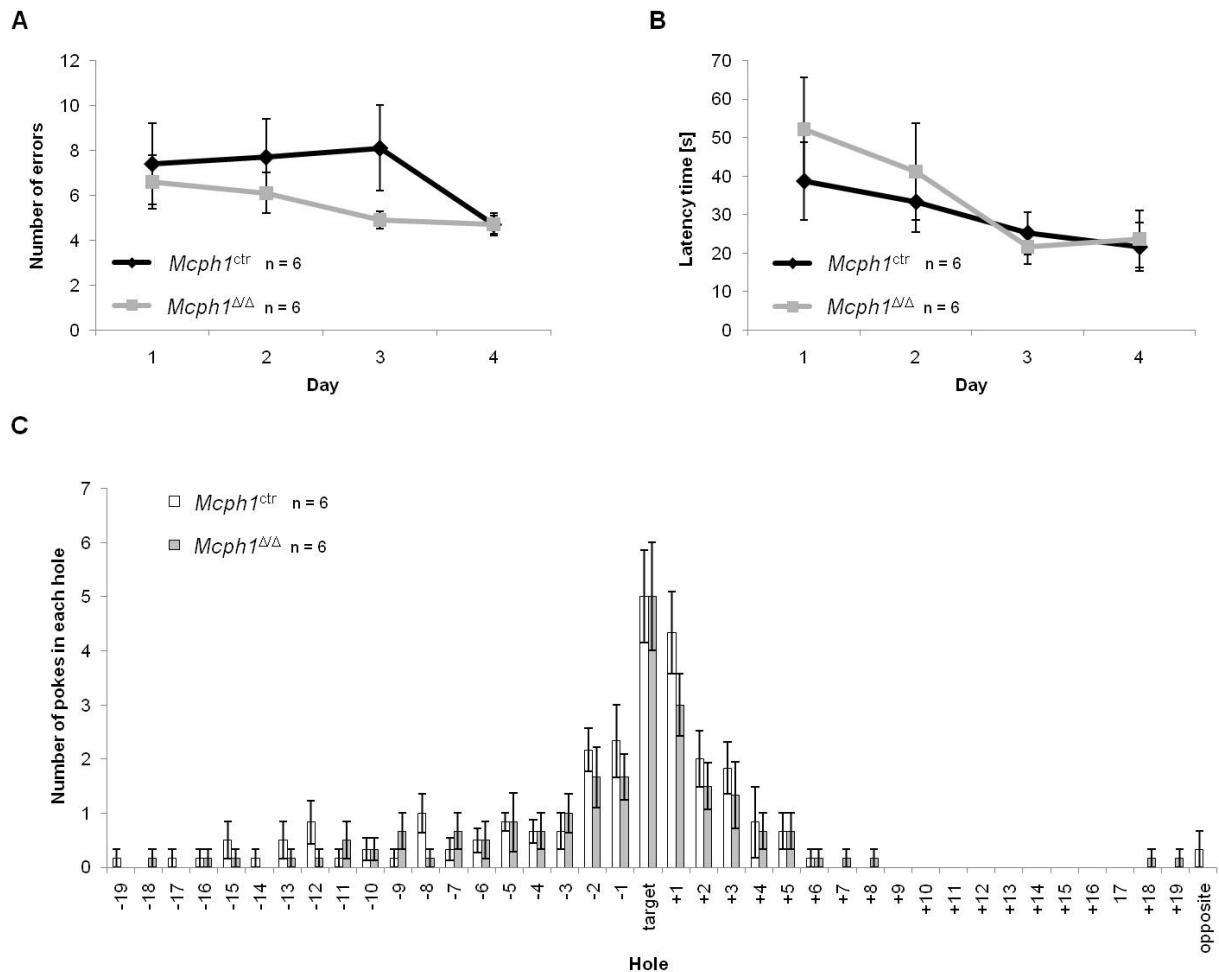 A
Number of errors
12
10
8
6
4
2
0
Mcph1ctr n = 6
Mcph1Δ/Δ n = 6
1 2 3 4
Day
B
Latency time [s]
70
60
50
40
30
20
10
0
Mcph1ctr n = 6
Mcph1Δ/Δ n = 6
1 2 3 4
Day
C
Number of pokes in each hole
7
6
5
4
3
2
1
0
Mcph1ctr n = 6
Mcph1Δ/Δ n = 6
-19 -18 -17 -16 -15 -14 -13 -12 -11 -10 -9 -8 -7 -6 -5 -4 -3 -2 -1 target +1 +2 +3 +4 +5 +6 +7 +8 +9 +10 +11 +12 +13 +14 +15 +16 17 +18 +19 opposite
Hole